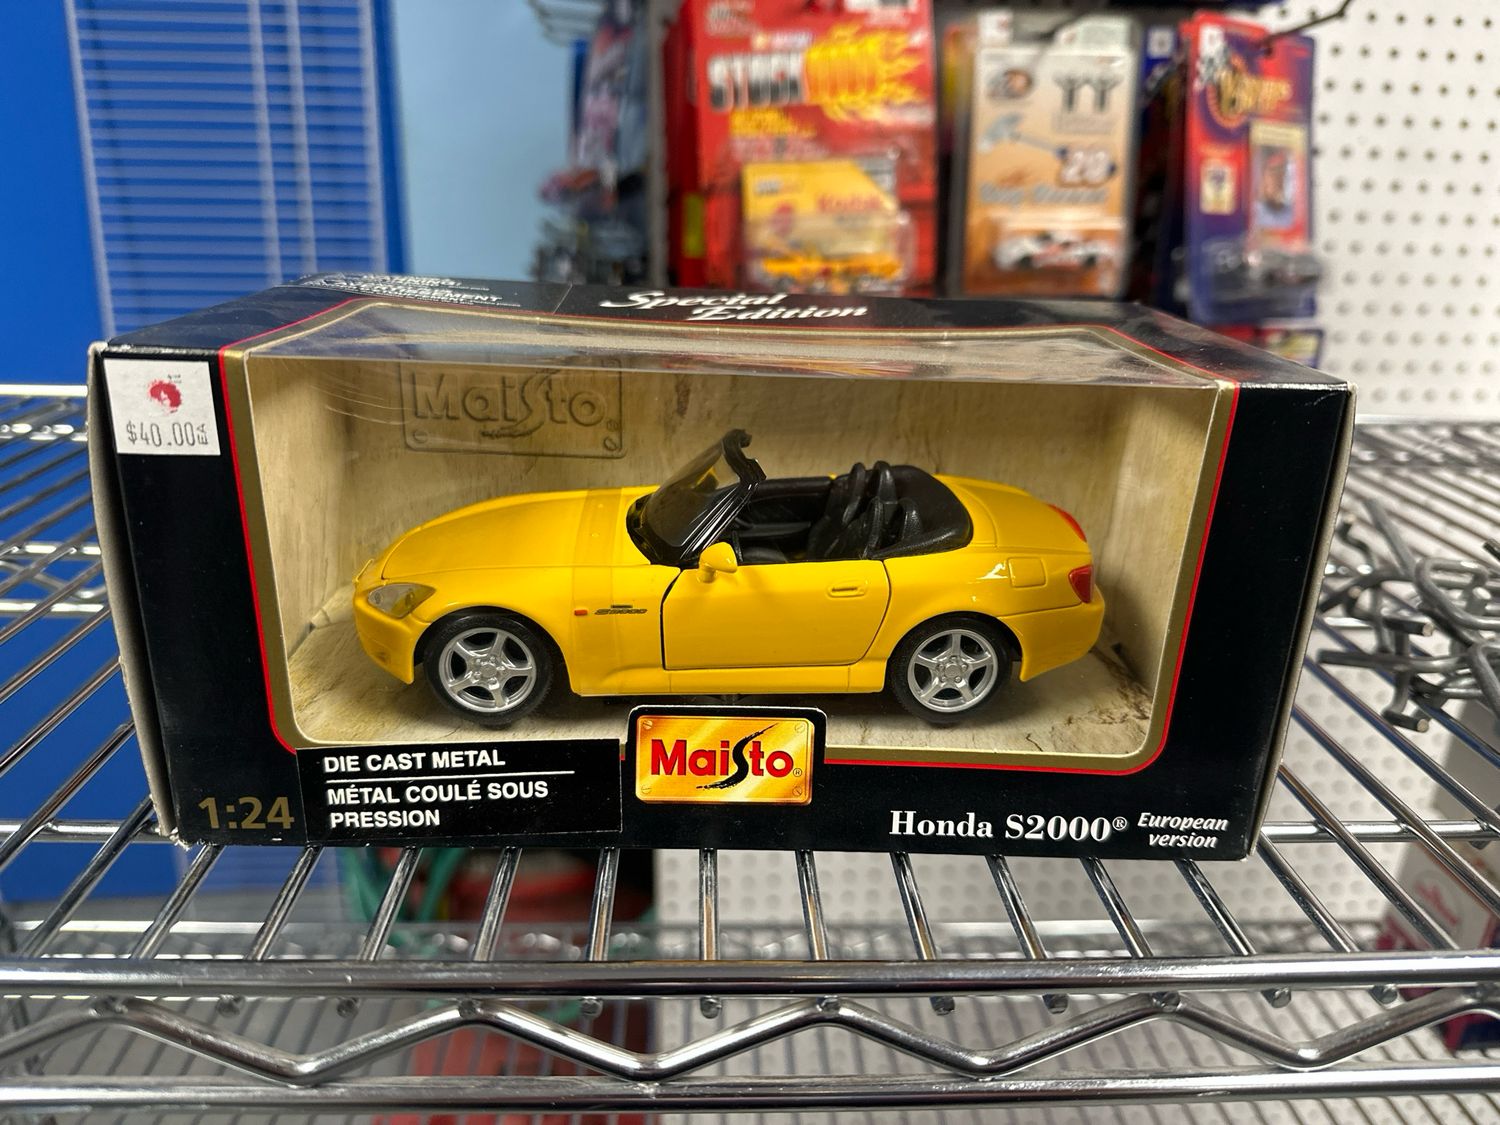 STOCK
Kodak
28
Special
Edition
$40.00EA
MaiSto®
S2000
DIE CAST METAL
MÉTAL COULÉ SOUS
PRESSION
1:24
MaiSto®
Honda S2000® European
version